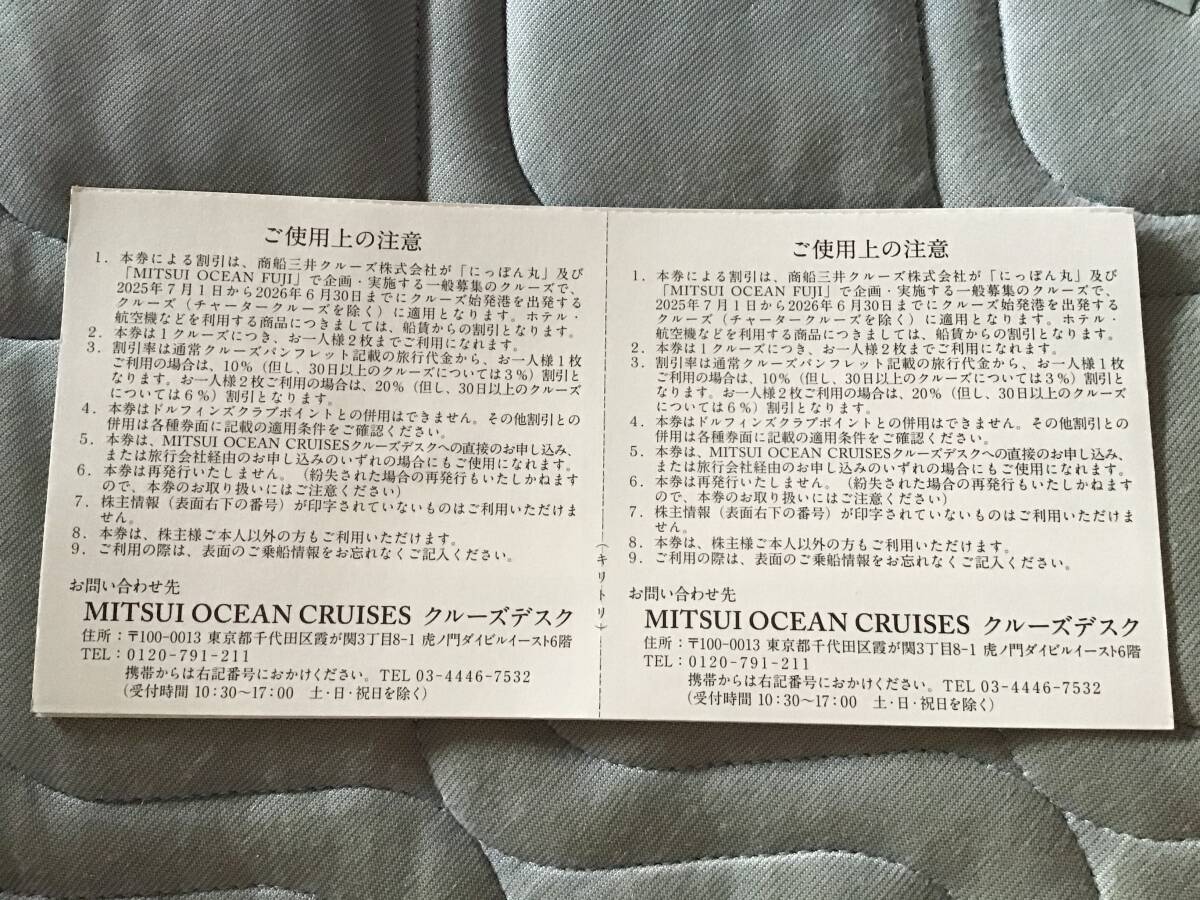 ご使用上の注意
1. 本券による割引は、商船三井クルーズ株式会社が「にっぽん丸」及び
「MITSUI OCEAN FUJI」で企画・実施する一般募集のクルーズで、
2025年7月1日から2026年6月30日までにクルーズ始発港を出発する
クルーズ（チャータークルーズを除く）に適用となります。ホテル・
航空機などを利用する商品につきましては、船賃からの割引となります。
2. 本券は1クルーズにつき、お一人様2枚までご利用になれます。
3. 割引率は通常クルーズパンフレット記載の旅行代金から、お一人様1枚
ご利用の場合は、10％（但し、30日以上のクルーズについては3％）割引と
なります。お一人様2枚ご利用の場合は、20％（但し、30日以上のクルーズ
については6％）割引となります。
4. 本券はドルフィンズクラブポイントとの併用はできません。その他割引との
併用は各種券面に記載の適用条件をご確認ください。
5. 本券は、MITSUI OCEAN CRUISESクルーズデスクへの直接のお申し込み、
または旅行会社経由のお申し込みのいずれの場合にもご使用になれます。
6. 本券は再発行いたしません。（紛失された場合の再発行もいたしかねます
ので、本券のお取り扱いにはご注意ください）
7. 株主情報（表面右下の番号）が印字されていないものはご利用いただけま
せん。
8. 本券は、株主様ご本人以外の方もご利用いただけます。
9. ご利用の際は、表面のご乗船情報をお忘れなくご記入ください。
お問い合わせ先
MITSUI OCEAN CRUISES クルーズデスク
住所：〒100-0013 東京都千代田区霞が関3丁目8-1 虎ノ門ダイビルイースト6階
TEL：0120-791-211
携帯からは右記番号におかけください。TEL 03-4446-7532
（受付時間 10：30～17：00 土・日・祝日を除く）
（キリトリ）
ご使用上の注意
1. 本券による割引は、商船三井クルーズ株式会社が「にっぽん丸」及び
「MITSUI OCEAN FUJI」で企画・実施する一般募集のクルーズで、
2025年7月1日から2026年6月30日までにクルーズ始発港を出発する
クルーズ（チャータークルーズを除く）に適用となります。ホテル・
航空機などを利用する商品につきましては、船賃からの割引となります。
2. 本券は1クルーズにつき、お一人様2枚までご利用になれます。
3. 割引率は通常クルーズパンフレット記載の旅行代金から、お一人様1枚
ご利用の場合は、10％（但し、30日以上のクルーズについては3％）割引と
なります。お一人様2枚ご利用の場合は、20％（但し、30日以上のクルーズ
については6％）割引となります。
4. 本券はドルフィンズクラブポイントとの併用はできません。その他割引との
併用は各種券面に記載の適用条件をご確認ください。
5. 本券は、MITSUI OCEAN CRUISESクルーズデスクへの直接のお申し込み、
または旅行会社経由のお申し込みのいずれの場合にもご使用になれます。
6. 本券は再発行いたしません。（紛失された場合の再発行もいたしかねます
ので、本券のお取り扱いにはご注意ください）
7. 株主情報（表面右下の番号）が印字されていないものはご利用いただけま
せん。
8. 本券は、株主様ご本人以外の方もご利用いただけます。
9. ご利用の際は、表面のご乗船情報をお忘れなくご記入ください。
お問い合わせ先
MITSUI OCEAN CRUISES クルーズデスク
住所：〒100-0013 東京都千代田区霞が関3丁目8-1 虎ノ門ダイビルイースト6階
TEL：0120-791-211
携帯からは右記番号におかけください。TEL 03-4446-7532
（受付時間 10：30～17：00 土・日・祝日を除く）